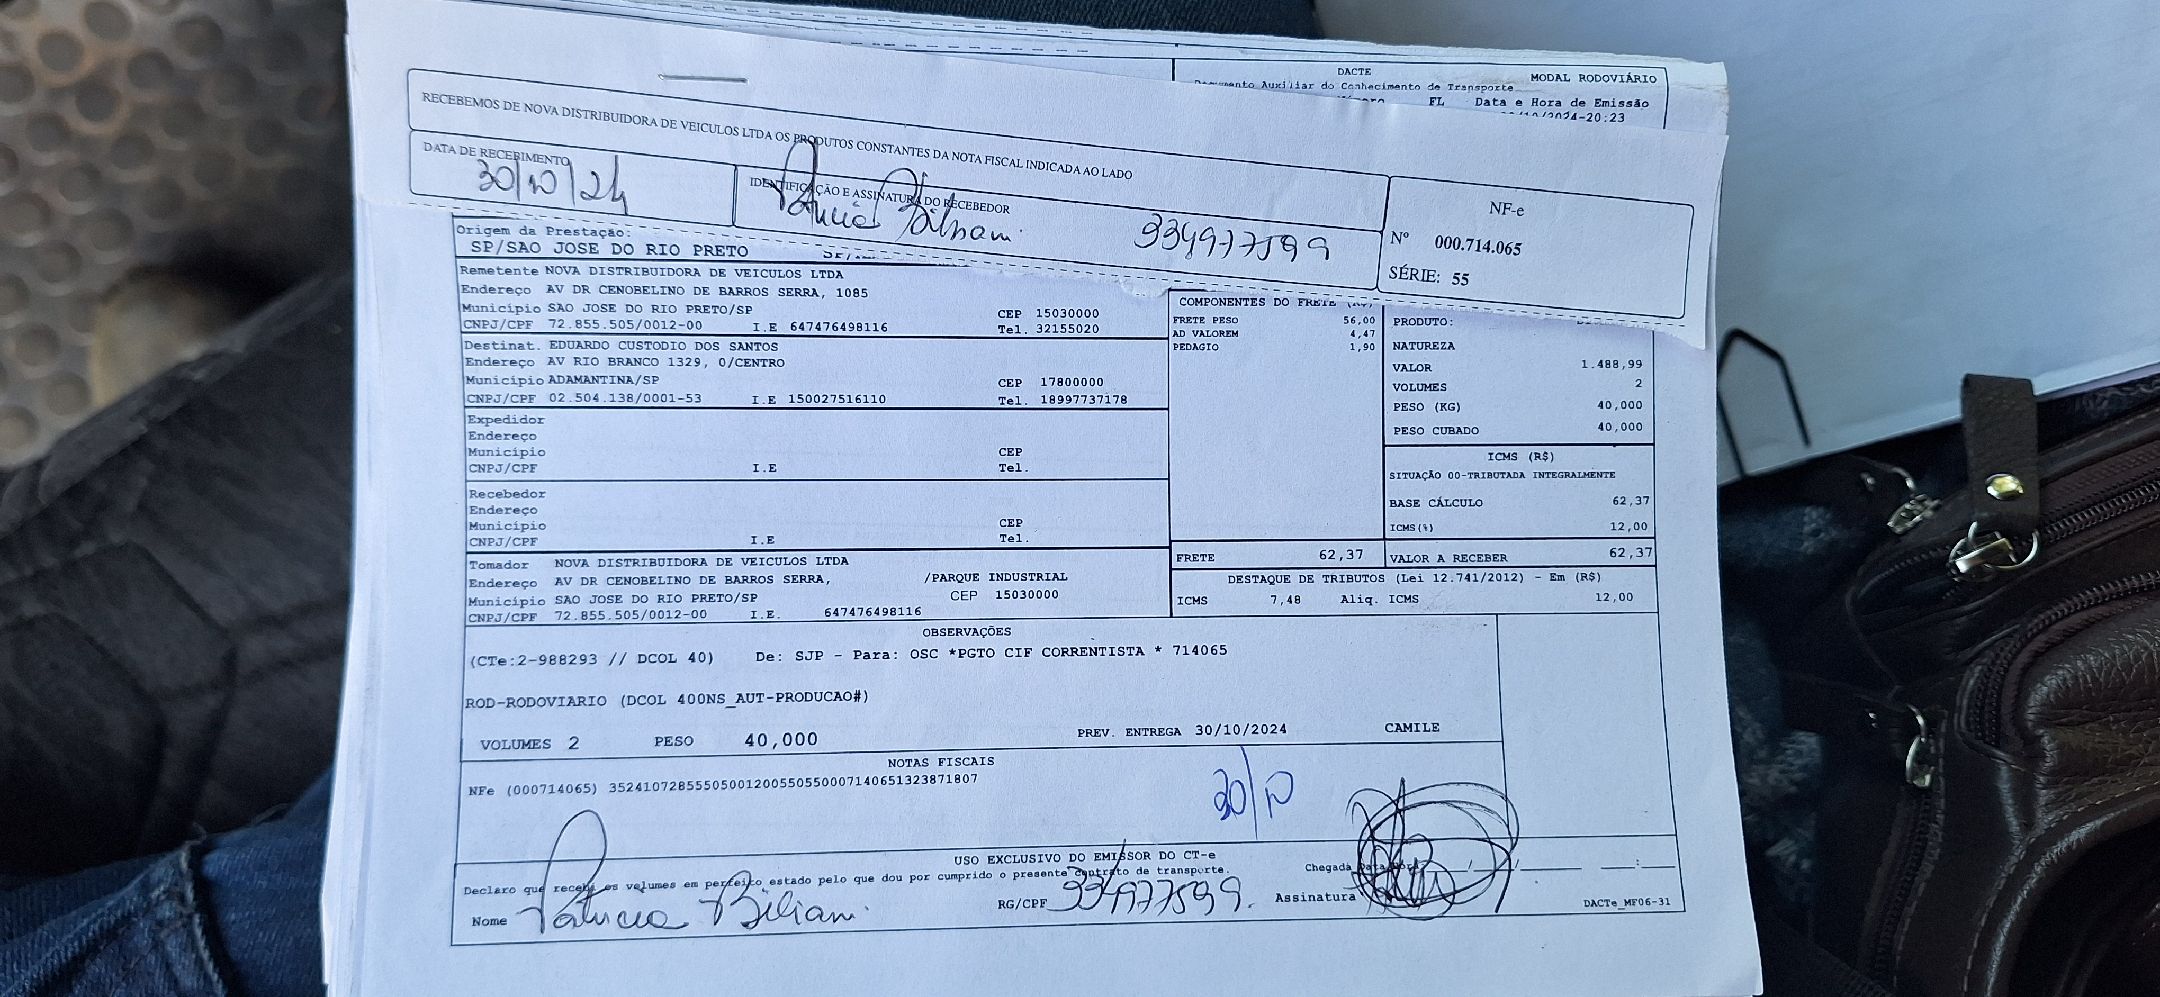 DACTE
MODAL RODOVIÁRIO
Documento Auxiliar do Conhecimento de Transporte
FL Data e Hora de Emissão
/2024-20:23
RECEBEMOS DE NOVA DISTRIBUIDORA DE VEICULOS LTDA OS PRODUTOS CONSTANTES DA NOTA FISCAL INDICADA AO LADO
DATA DE RECEBIMENTO
30/10/24
IDENTIFICAÇÃO E ASSINATURA DO RECEBEDOR
334977599
NF-e
Nº 000.714.065
SÉRIE: 55
Origem da Prestação:
SP/SAO JOSE DO RIO PRETO
Remetente NOVA DISTRIBUIDORA DE VEICULOS LTDA
Endereço AV DR CENOBELINO DE BARROS SERRA, 1085
Município SAO JOSE DO RIO PRETO/SP CEP 15030000
CNPJ/CPF 72.855.505/0012-00 I.E 647476498116 Tel. 32155020
Destinat. EDUARDO CUSTODIO DOS SANTOS
Endereço AV RIO BRANCO 1329, 0/CENTRO
Município ADAMANTINA/SP CEP 17800000
CNPJ/CPF 02.504.138/0001-53 I.E 150027516110 Tel. 18997737178
Expedidor
Endereço
Município CEP
CNPJ/CPF I.E Tel.
Recebedor
Endereço
Município CEP
CNPJ/CPF I.E Tel.
Tomador NOVA DISTRIBUIDORA DE VEICULOS LTDA
Endereço AV DR CENOBELINO DE BARROS SERRA, /PARQUE INDUSTRIAL
Município SAO JOSE DO RIO PRETO/SP CEP 15030000
CNPJ/CPF 72.855.505/0012-00 I.E. 647476498116
COMPONENTES DO FRETE (R$)
FRETE PESO 56,00
AD VALOREM 4,47
PEDAGIO 1,90
FRETE 62,37
PRODUTO:
NATUREZA
VALOR 1.488,99
VOLUMES 2
PESO (KG) 40,000
PESO CUBADO 40,000
ICMS (R$)
SITUAÇÃO 00-TRIBUTADA INTEGRALMENTE
BASE CÁLCULO 62,37
ICMS(%) 12,00
VALOR A RECEBER 62,37
DESTAQUE DE TRIBUTOS (Lei 12.741/2012) - Em (R$)
ICMS 7,48 Aliq. ICMS 12,00
OBSERVAÇÕES
(CTe:2-988293 // DCOL 40) De: SJP - Para: OSC *PGTO CIF CORRENTISTA * 714065
ROD-RODOVIARIO (DCOL 400NS_AUT-PRODUCAO#)
VOLUMES 2 PESO 40,000 PREV. ENTREGA 30/10/2024 CAMILE
NOTAS FISCAIS
NFe (000714065) 35241072855505001200550550007140651323871807
30/10
USO EXCLUSIVO DO EMISSOR DO CT-e
Chegada Data/Hora
Declaro que recebi os volumes em perfeito estado pelo que dou por cumprido o presente contrato de transporte.
Nome Patricia
RG/CPF 334977599. Assinatura
DACTe_MF06-31